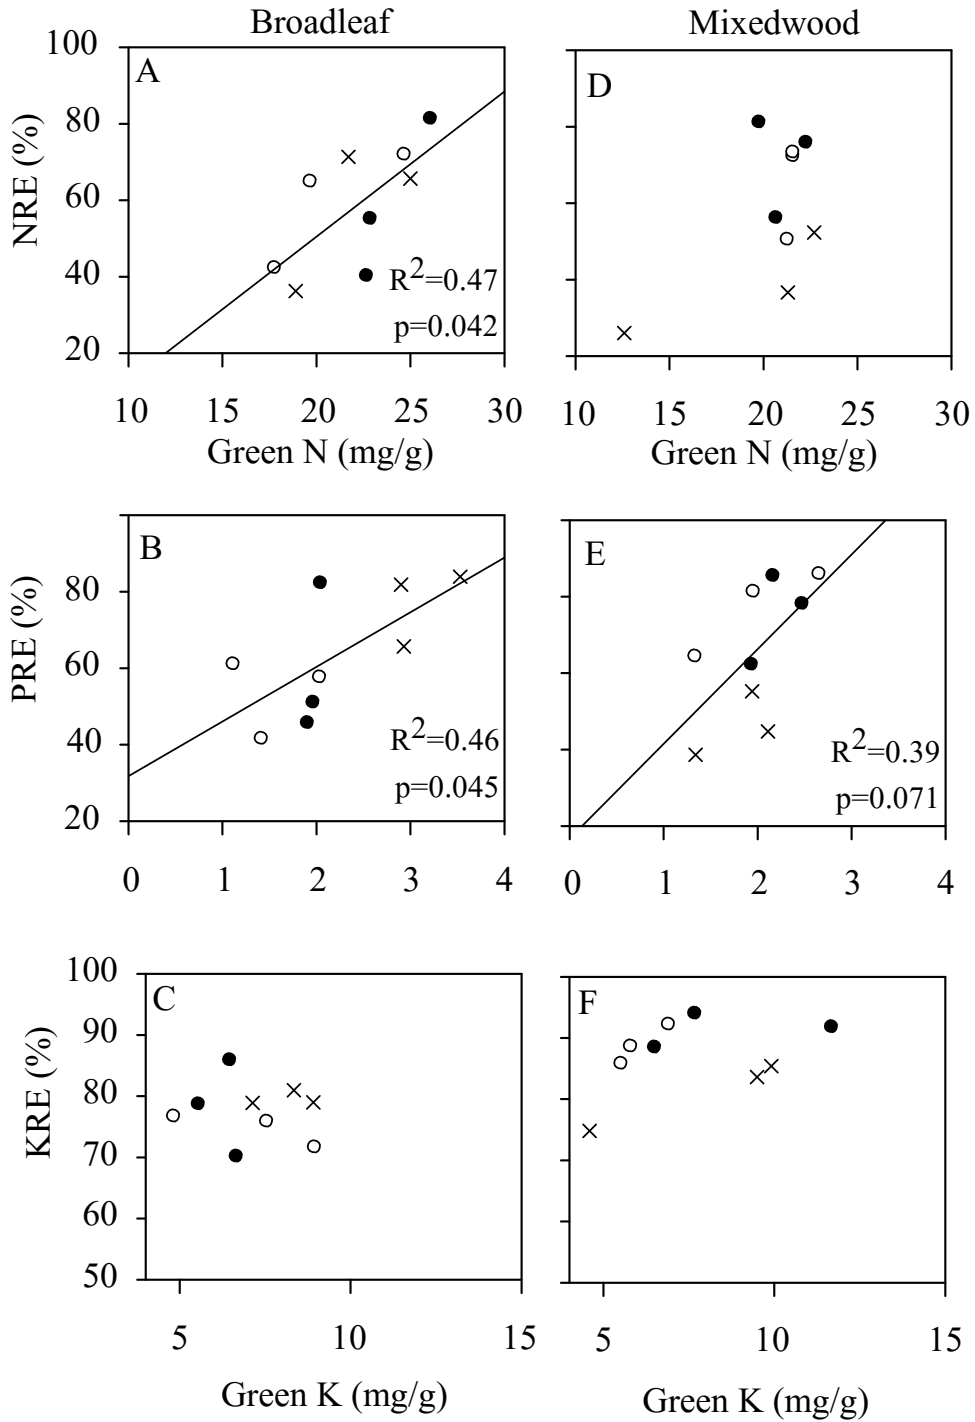 Broadleaf
Mixedwood
100
80
60
40
20
NRE (%)
A
R²=0.47
p=0.042
10 15 20 25 30
Green N (mg/g)
D
10 15 20 25 30
Green N (mg/g)
80
60
40
20
PRE (%)
B
R²=0.46
p=0.045
0 1 2 3 4
E
R²=0.39
p=0.071
0 1 2 3 4
100
90
80
70
60
50
KRE (%)
C
5 10 15
Green K (mg/g)
F
5 10 15
Green K (mg/g)